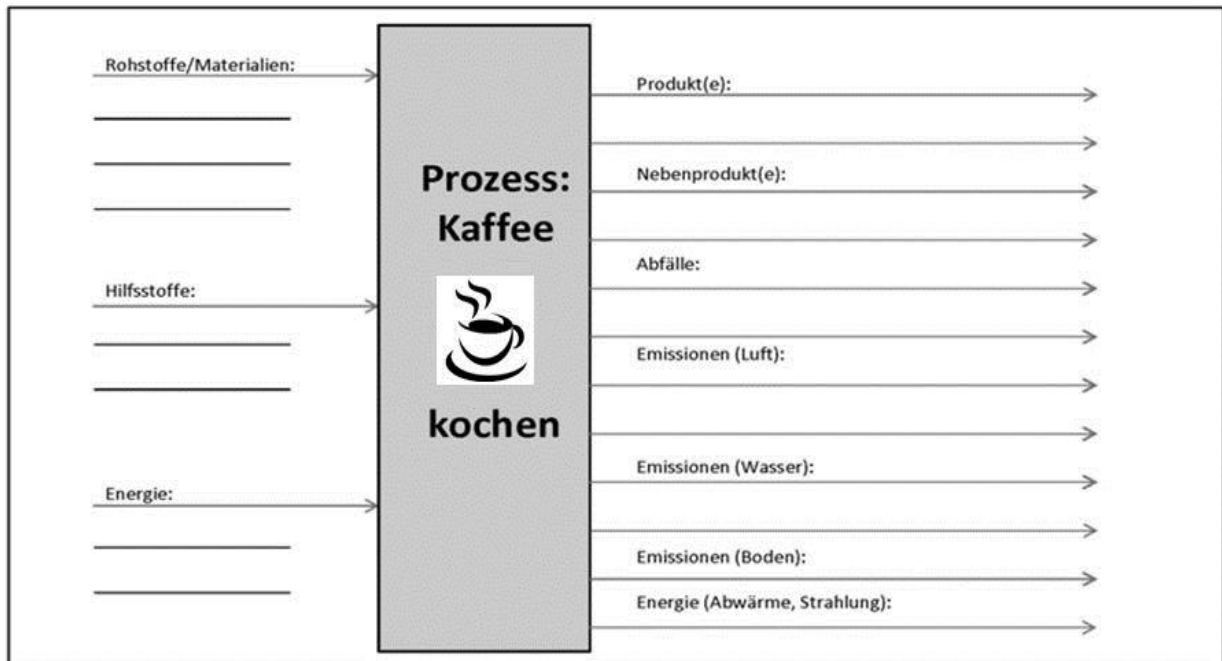 Rohstoffe/Materialien:
Hilfsstoffe:
Energie:
Prozess:
Kaffee
kochen
Produkt(e):
Nebenprodukt(e):
Abfälle:
Emissionen (Luft):
Emissionen (Wasser):
Emissionen (Boden):
Energie (Abwärme, Strahlung):